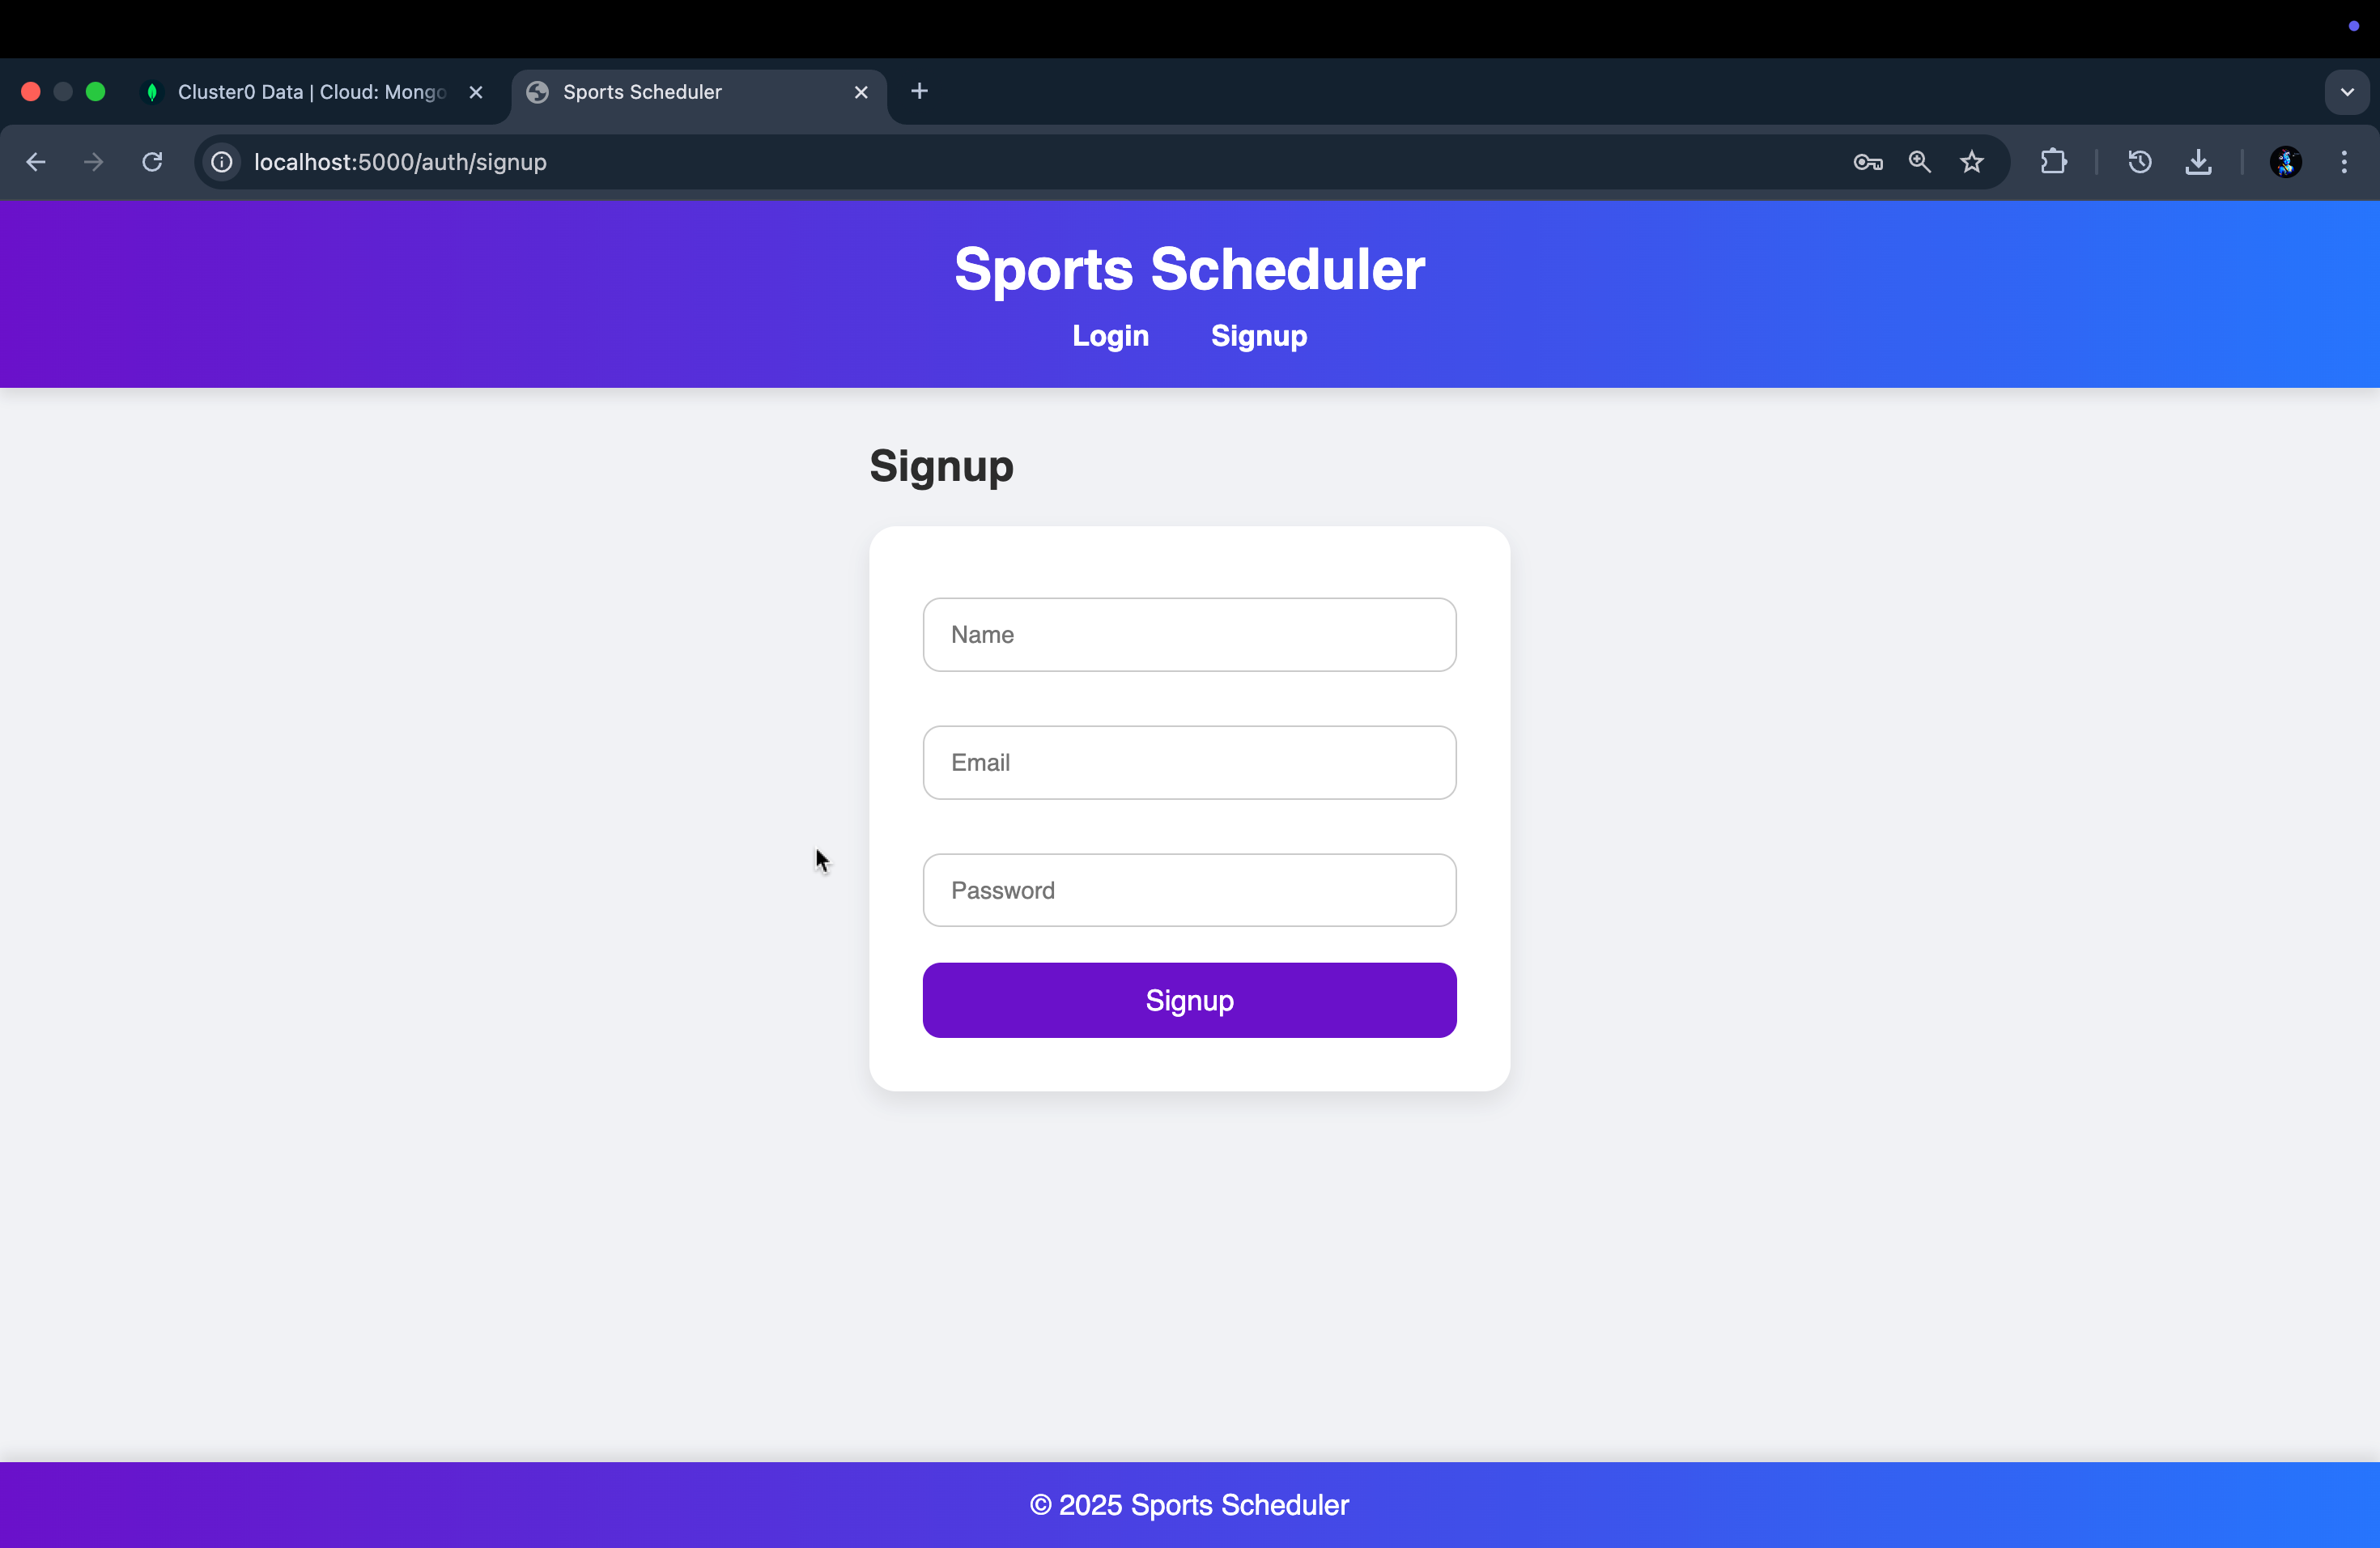 Cluster0 Data | Cloud: Mongo
Sports Scheduler
localhost:5000/auth/signup
Sports Scheduler
Login Signup
Signup
Name
Email
Password
Signup
© 2025 Sports Scheduler